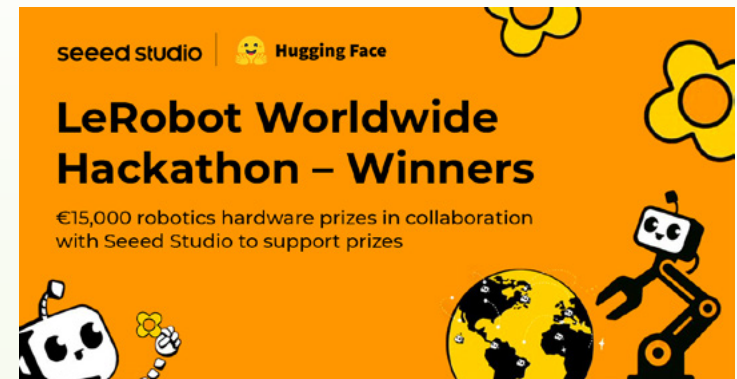 seeed studio
Hugging Face
LeRobot Worldwide
Hackathon – Winners
€15,000 robotics hardware prizes in collaboration
with Seeed Studio to support prizes